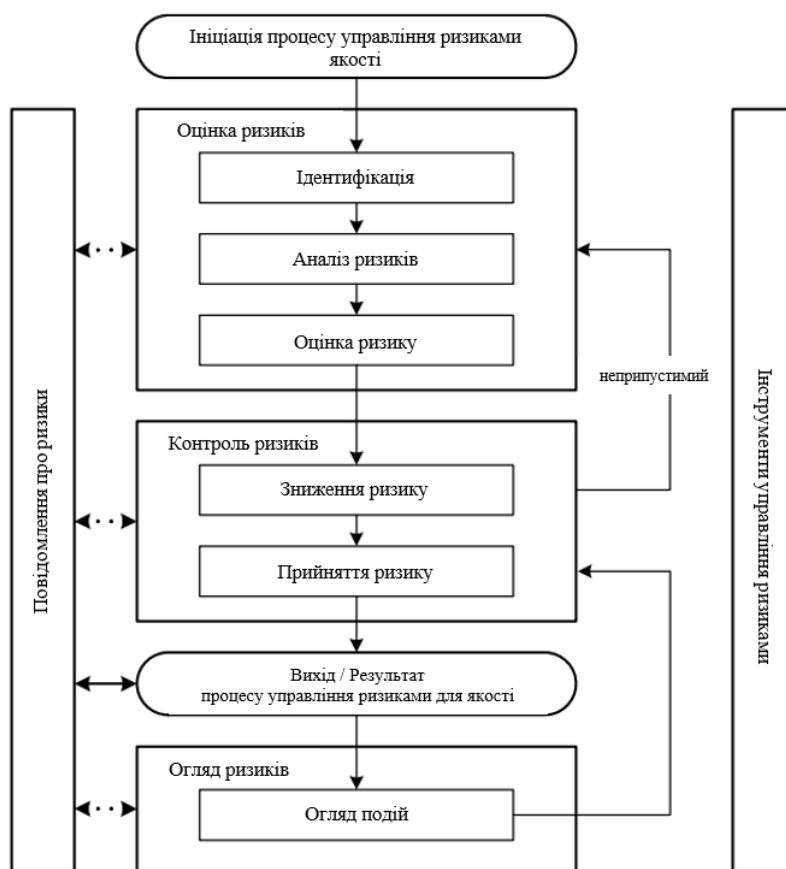 Ініціація процесу управління ризиками
якості
Оцінка ризиків
Ідентифікація
Аналіз ризиків
Оцінка ризику
неприпустимий
Контроль ризиків
Зниження ризику
Прийняття ризику
Вихід / Результат
процесу управління ризиками для якості
Огляд ризиків
Огляд подій
Повідомлення про ризики
Інструменти управління ризиками